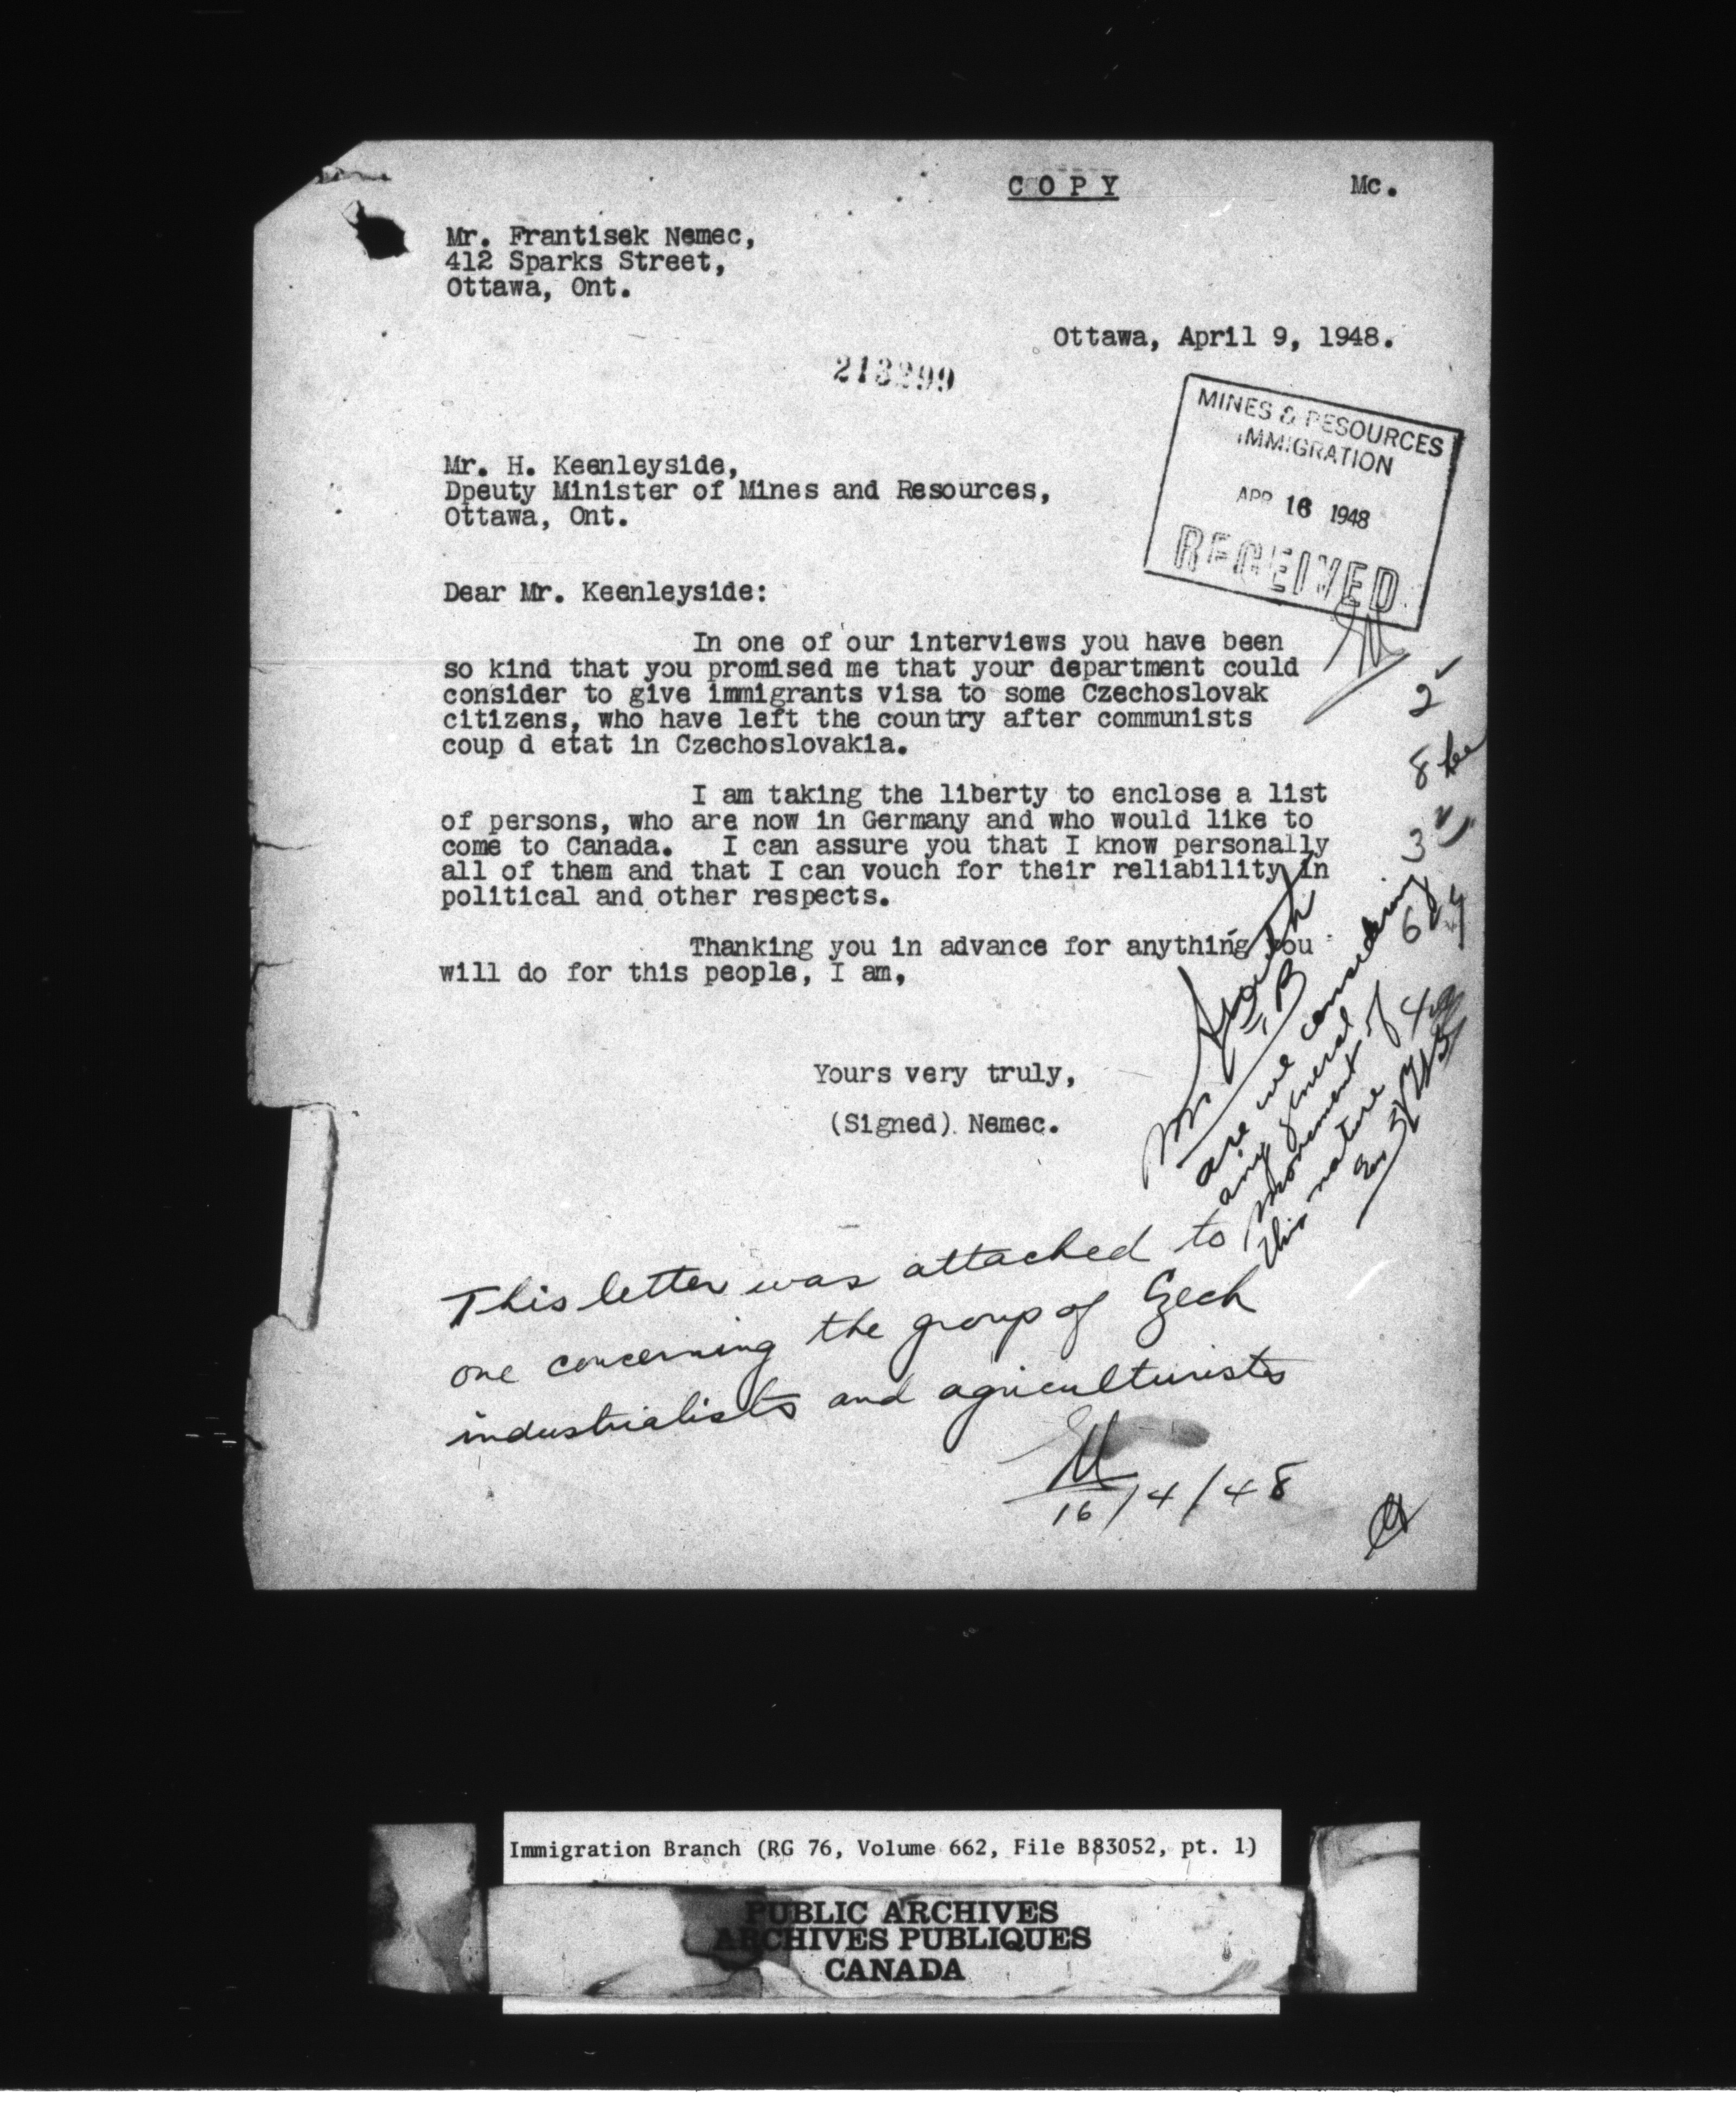 COPY Mc.
Mr. Frantisek Nemec,
412 Sparks Street,
Ottawa, Ont.
Ottawa, April 9, 1948.
213299
MINES & RESOURCES
IMMIGRATION
APR 16 1948
RECEIVED
Mr. H. Keenleyside,
Dpeuty Minister of Mines and Resources,
Ottawa, Ont.
Dear Mr. Keenleyside:
In one of our interviews you have been
so kind that you promised me that your department could
consider to give immigrants visa to some Czechoslovak
citizens, who have left the country after communists
coup d etat in Czechoslovakia.
I am taking the liberty to enclose a list
of persons, who are now in Germany and who would like to
come to Canada. I can assure you that I know personally
all of them and that I can vouch for their reliability in
political and other respects.
Thanking you in advance for anything you
will do for this people, I am,
Yours very truly,
(Signed) Nemec.
2
8
3
6
are we considering
any general
movement of
this nature
This letter was attached to
one concerning the group of Czech
industrialists and agriculturists
16/4/48
Immigration Branch (RG 76, Volume 662, File B83052, pt. 1)
PUBLIC ARCHIVES
ARCHIVES PUBLIQUES
CANADA